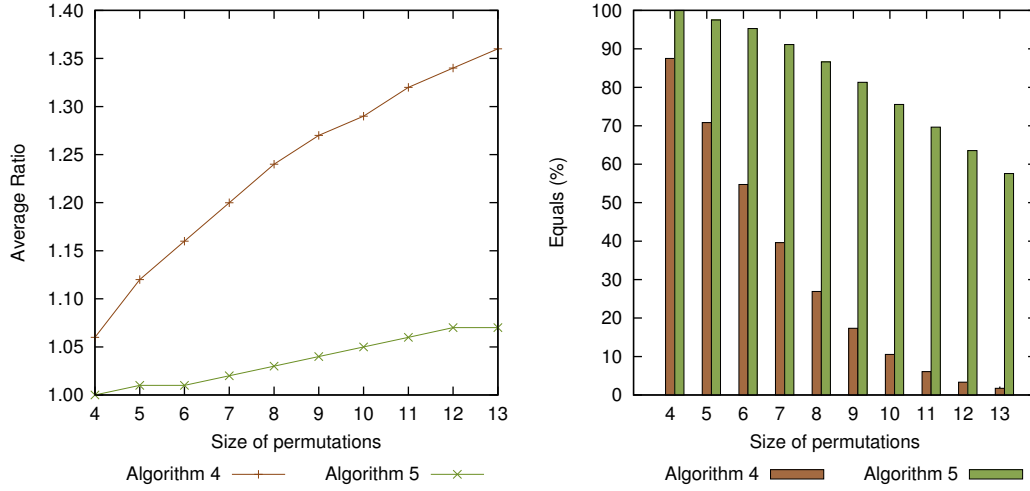 1.40
1.35
1.30
1.25
1.20
1.15
1.10
1.05
1.00
Average Ratio
4 5 6 7 8 9 10 11 12 13
Size of permutations
Algorithm 4 Algorithm 5
100
90
80
70
60
50
40
30
20
10
0
Equals (%)
4 5 6 7 8 9 10 11 12 13
Size of permutations
Algorithm 4 Algorithm 5